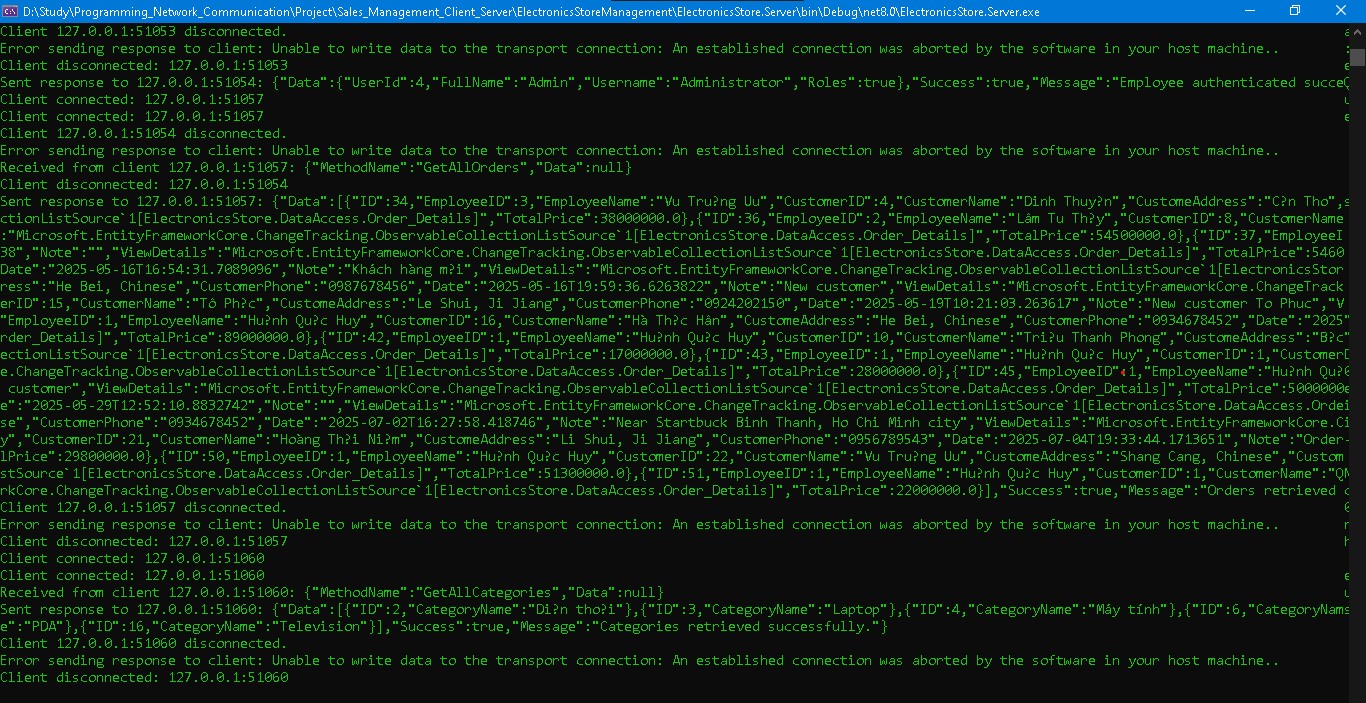 D:\Study\Programming_Network_Communication\Project\Sales_Management_Client_Server\ElectronicsStoreManagement\ElectronicsStore.Server\bin\Debug\net8.0\ElectronicsStore.Server.exe
Client 127.0.0.1:51053 disconnected.
Error sending response to client: Unable to write data to the transport connection: An established connection was aborted by the software in your host machine..
Client disconnected: 127.0.0.1:51053
Sent response to 127.0.0.1:51054: {"Data":{"UserId":4,"FullName":"Admin","Username":"Administrator","Roles":true},"Success":true,"Message":"Employee authenticated succe
Client connected: 127.0.0.1:51057
Client connected: 127.0.0.1:51057
Client 127.0.0.1:51054 disconnected.
Error sending response to client: Unable to write data to the transport connection: An established connection was aborted by the software in your host machine..
Received from client 127.0.0.1:51057: {"MethodName":"GetAllOrders","Data":null}
Client disconnected: 127.0.0.1:51054
Sent response to 127.0.0.1:51057: {"Data":[{"ID":34,"EmployeeID":3,"EmployeeName":"Vu Tru?ng Uu","CustomerID":4,"CustomerName":"Dinh Thuy?n","CustomeAddress":"C?n Tho",
ctionListSource`1[ElectronicsStore.DataAccess.Order_Details]","TotalPrice":38000000.0},{"ID":36,"EmployeeID":2,"EmployeeName":"Lâm Tu Th?y","CustomerID":8,"CustomerName
:"Microsoft.EntityFrameworkCore.ChangeTracking.ObservableCollectionListSource`1[ElectronicsStore.DataAccess.Order_Details]","TotalPrice":54500000.0},{"ID":37,"EmployeeI
38","Note":"","ViewDetails":"Microsoft.EntityFrameworkCore.ChangeTracking.ObservableCollectionListSource`1[ElectronicsStore.DataAccess.Order_Details]","TotalPrice":5460
Date":"2025-05-16T16:54:31.7089096","Note":"Khách hàng m?i","ViewDetails":"Microsoft.EntityFrameworkCore.ChangeTracking.ObservableCollectionListSource`1[ElectronicsStor
ress":"He Bei, Chinese","CustomerPhone":"0987678456","Date":"2025-05-16T19:59:36.6263822","Note":"New customer","ViewDetails":"Microsoft.EntityFrameworkCore.ChangeTrack
erID":15,"CustomerName":"Tô Ph?c","CustomeAddress":"Le Shui, Ji Jiang","CustomerPhone":"0924202150","Date":"2025-05-19T10:21:03.263617","Note":"New customer To Phuc","V
"EmployeeID":1,"EmployeeName":"Hu?nh Qu?c Huy","CustomerID":16,"CustomerName":"Hà Th?c Hân","CustomeAddress":"He Bei, Chinese","CustomerPhone":"0934678452","Date":"2025
rder_Details]","TotalPrice":89000000.0},{"ID":42,"EmployeeID":1,"EmployeeName":"Hu?nh Qu?c Huy","CustomerID":10,"CustomerName":"Tri?u Thanh Phong","CustomeAddress":"B?c
ectionListSource`1[ElectronicsStore.DataAccess.Order_Details]","TotalPrice":17000000.0},{"ID":43,"EmployeeID":1,"EmployeeName":"Hu?nh Qu?c Huy","CustomerID":1,"Customer
e.ChangeTracking.ObservableCollectionListSource`1[ElectronicsStore.DataAccess.Order_Details]","TotalPrice":28000000.0},{"ID":45,"EmployeeID":1,"EmployeeName":"Hu?nh Qu?
customer","ViewDetails":"Microsoft.EntityFrameworkCore.ChangeTracking.ObservableCollectionListSource`1[ElectronicsStore.DataAccess.Order_Details]","TotalPrice":5000000
e":"2025-05-29T12:52:10.8832742","Note":"","ViewDetails":"Microsoft.EntityFrameworkCore.ChangeTracking.ObservableCollectionListSource`1[ElectronicsStore.DataAccess.Orde
se","CustomerPhone":"0934678452","Date":"2025-07-02T16:27:58.418746","Note":"Near Starbuck Bình Thanh, Ho Chi Minh city","ViewDetails":"Microsoft.EntityFrameworkCore.C
y","CustomerID":21,"CustomerName":"Hoàng Th?i Ni?m","CustomeAddress":"Li Shui, Ji Jiang","CustomerPhone":"0956789543","Date":"2025-07-04T19:33:44.1713651","Note":"Order
lPrice":29800000.0},{"ID":50,"EmployeeID":1,"EmployeeName":"Hu?nh Qu?c Huy","CustomerID":22,"CustomerName":"Vu Tru?ng Uu","CustomeAddress":"Shang Cang, Chinese","Custom
stSource`1[ElectronicsStore.DataAccess.Order_Details]","TotalPrice":51300000.0},{"ID":51,"EmployeeID":1,"EmployeeName":"Hu?nh Qu?c Huy","CustomerID":1,"CustomerName":"Q
rkCore.ChangeTracking.ObservableCollectionListSource`1[ElectronicsStore.DataAccess.Order_Details]","TotalPrice":22000000.0}],"Success":true,"Message":"Orders retrieved
Client 127.0.0.1:51057 disconnected.
Error sending response to client: Unable to write data to the transport connection: An established connection was aborted by the software in your host machine..
Client disconnected: 127.0.0.1:51057
Client connected: 127.0.0.1:51060
Client connected: 127.0.0.1:51060
Received from client 127.0.0.1:51060: {"MethodName":"GetAllCategories","Data":null}
Sent response to 127.0.0.1:51060: {"Data":[{"ID":2,"CategoryName":"Di?n tho?i"},{"ID":3,"CategoryName":"Laptop"},{"ID":4,"CategoryName":"Máy tính"},{"ID":6,"CategoryNam
e":"PDA"},{"ID":16,"CategoryName":"Television"}],"Success":true,"Message":"Categories retrieved successfully."}
Client 127.0.0.1:51060 disconnected.
Error sending response to client: Unable to write data to the transport connection: An established connection was aborted by the software in your host machine..
Client disconnected: 127.0.0.1:51060